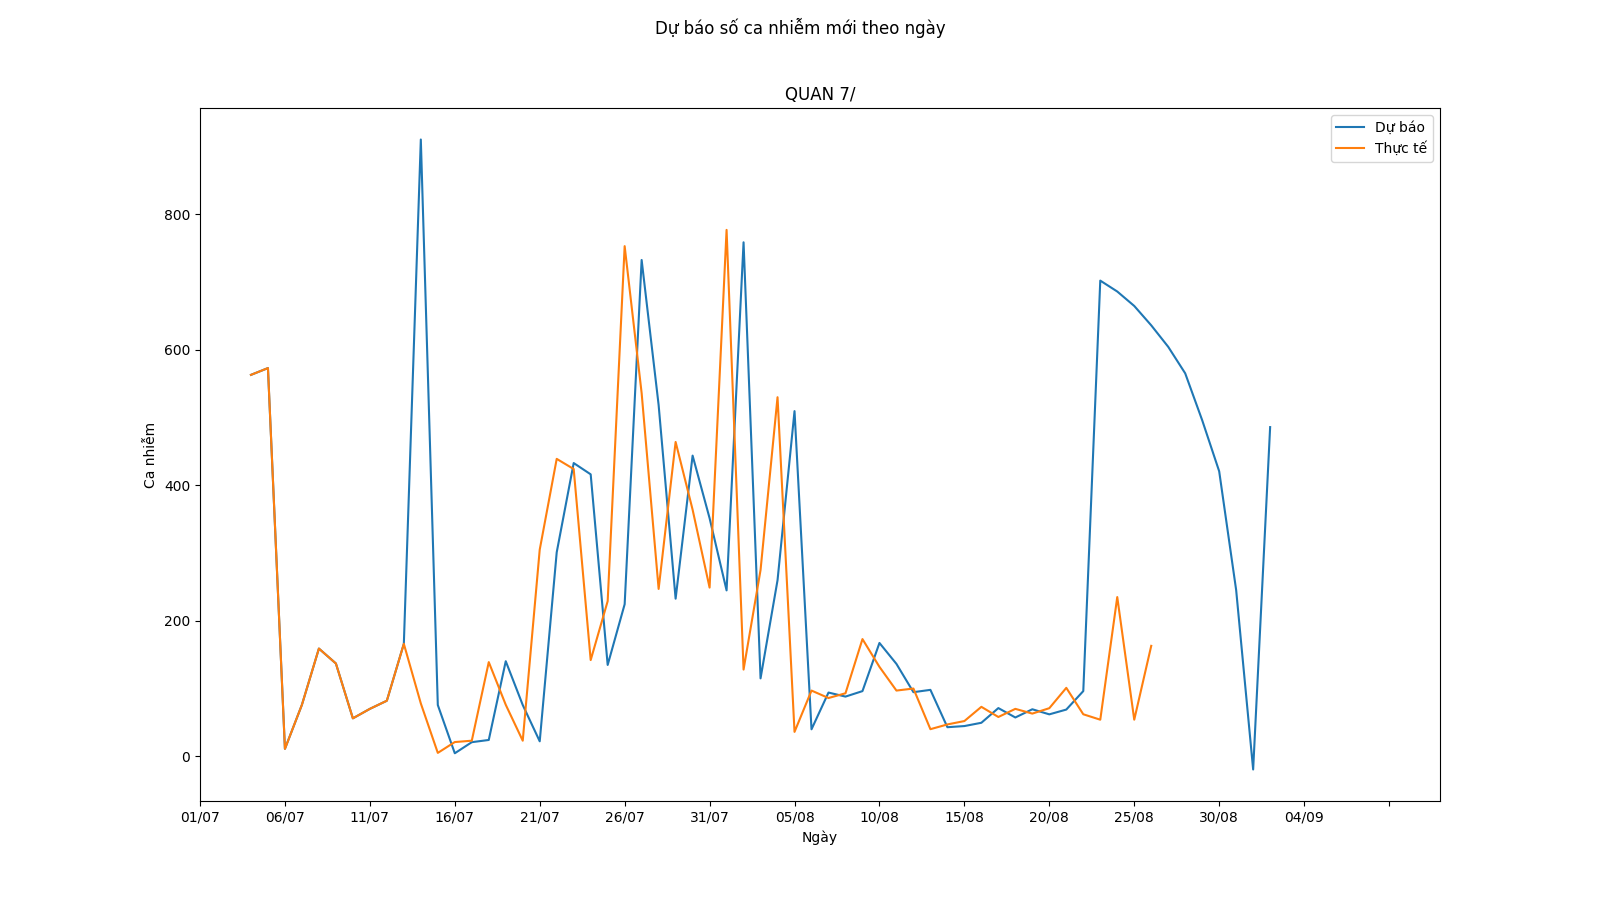 Dự báo số ca nhiễm mới theo ngày
QUAN 7/
Dự báo
Thực tế
800
600
400
200
0
Ca nhiễm
01/07 06/07 11/07 16/07 21/07 26/07 31/07 05/08 10/08 15/08 20/08 25/08 30/08 04/09
Ngày